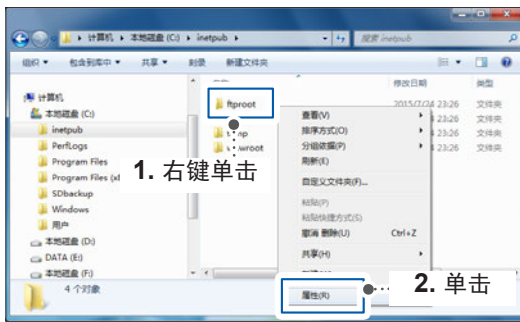 计算机 ▸ 本地磁盘 (C:) ▸ inetpub ▸
搜索 inetpub
组织 ▾ 包含到库中 ▾ 共享 ▾ 刻录 新建文件夹
修改日期 类型
计算机
本地磁盘 (C:)
inetpub
PerfLogs
Program Files
SDbackup
Windows
用户
本地磁盘 (D:)
DATA (E:)
本地磁盘 (F:)
ftproot
2015/7/24 23:26 文件夹
23:26 文件夹
23:26 文件夹
1. 右键单击
查看(V)
排序方式(O)
分组依据(P)
刷新(E)
自定义文件夹(F)...
粘贴(P)
粘贴快捷方式(S)
撤消 删除(U) Ctrl+Z
共享(H)
属性(R)
2. 单击
4 个对象